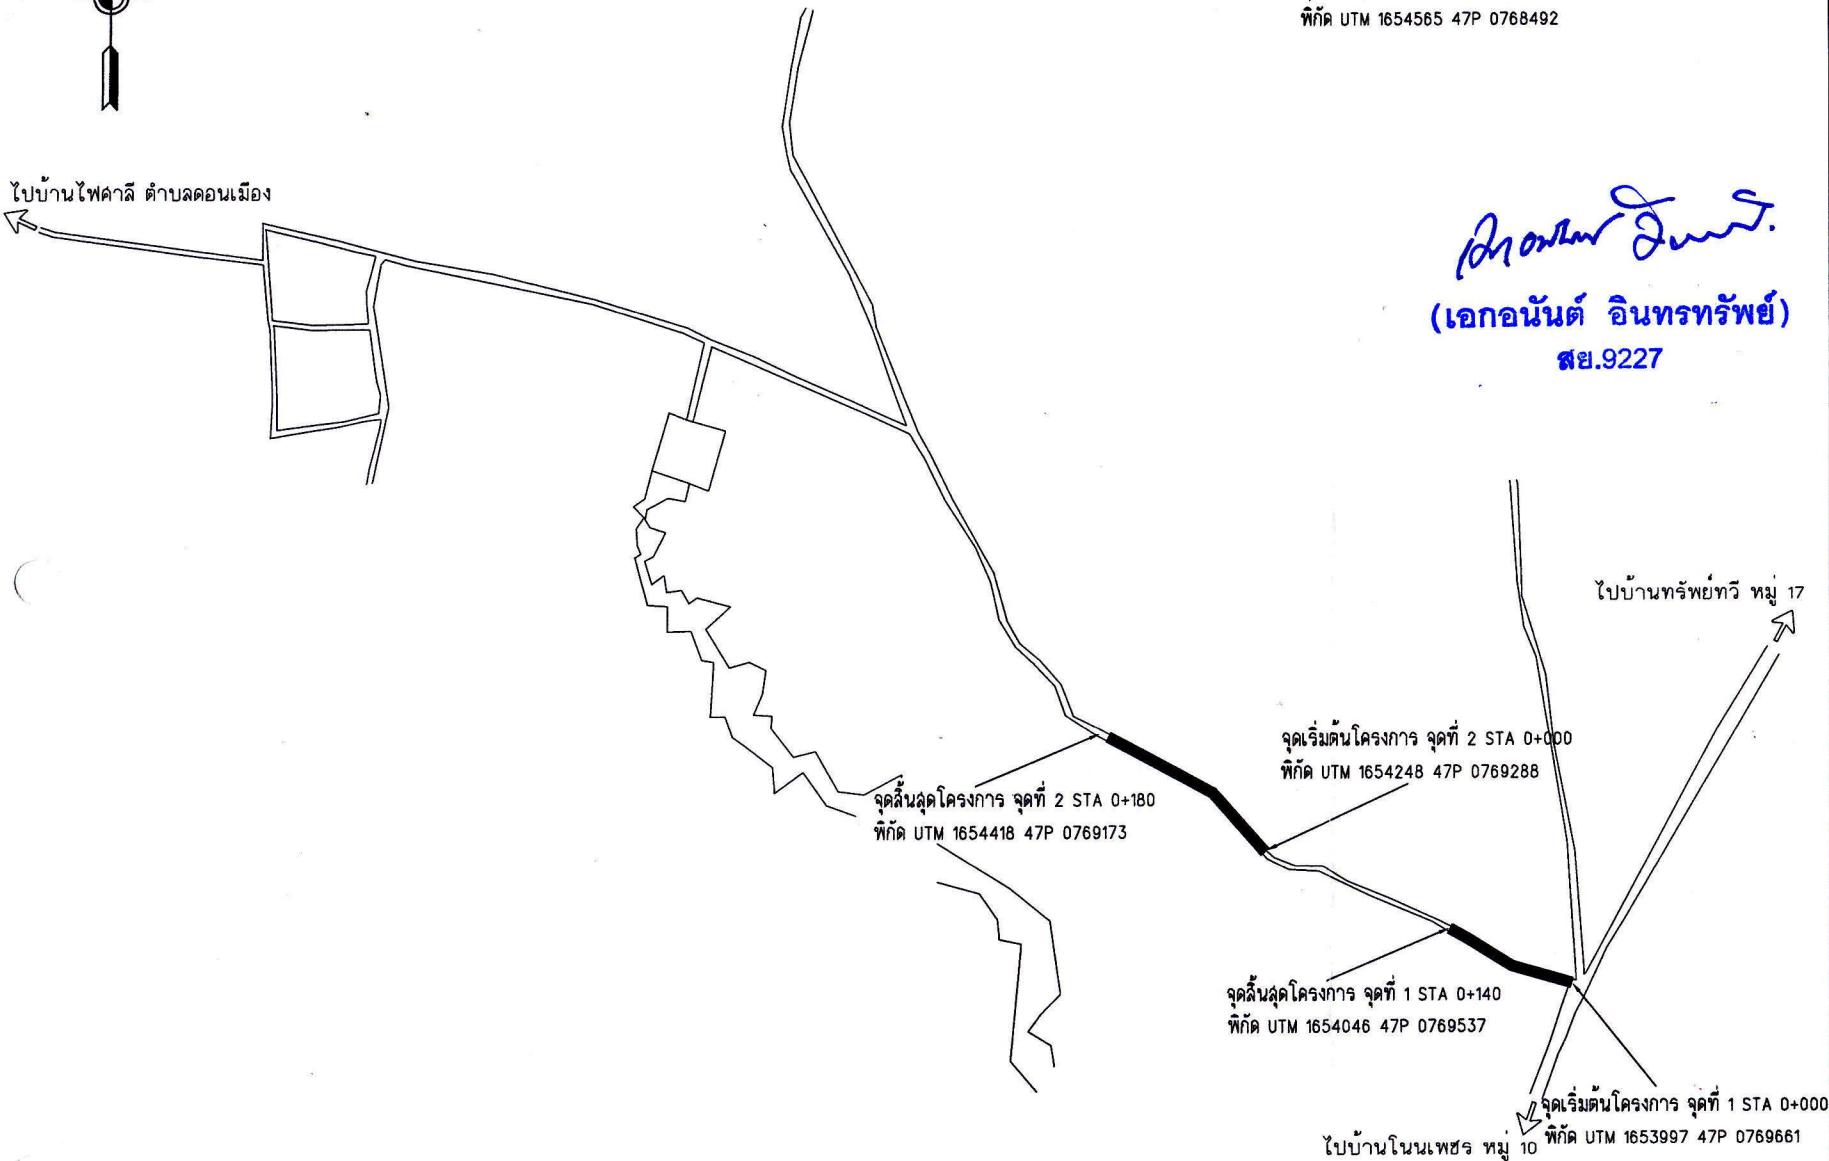 พิกัด UTM 1654565 47P 0768492
ไปบ้านไพศาลี ตำบลดอนเมือง
(เอกอนันต์ อินทรทรัพย์)
สย.9227
ไปบ้านทรัพย์ทวี หมู่ 17
จุดเริ่มต้นโครงการ จุดที่ 2 STA 0+000
พิกัด UTM 1654248 47P 0769288
จุดสิ้นสุดโครงการ จุดที่ 2 STA 0+180
พิกัด UTM 1654418 47P 0769173
จุดสิ้นสุดโครงการ จุดที่ 1 STA 0+140
พิกัด UTM 1654046 47P 0769537
จุดเริ่มต้นโครงการ จุดที่ 1 STA 0+000
พิกัด UTM 1653997 47P 0769661
ไปบ้านโนนเพชร หมู่ 10